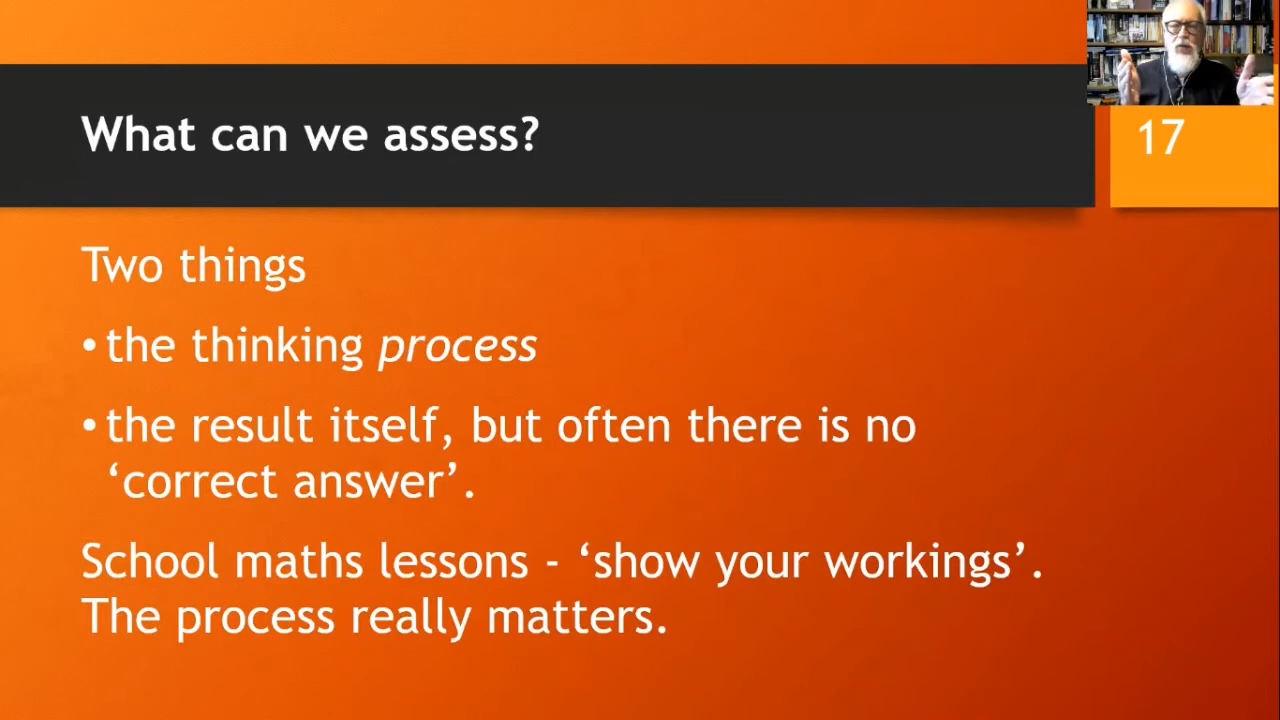 What can we assess?
17
Two things
•the thinking process
•the result itself, but often there is no
‘correct answer’.
School maths lessons - ‘show your workings’.
The process really matters.